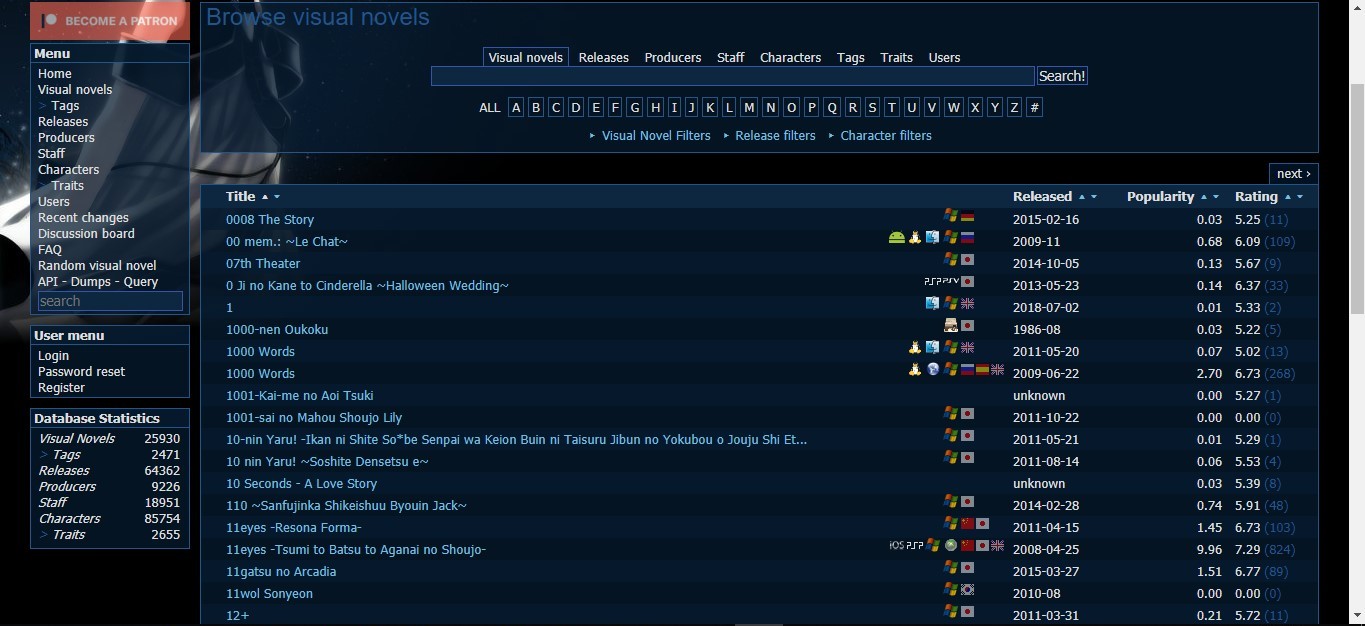 BECOME A PATRON
Menu
Home
Visual novels
> Tags
Releases
Producers
Staff
Characters
> Traits
Users
Recent changes
Discussion board
FAQ
Random visual novel
API - Dumps - Query
search
User menu
Login
Password reset
Register
Database Statistics
Visual Novels 25930
> Tags 2471
Releases 64362
Producers 9226
Staff 18951
Characters 85754
> Traits 2655
Browse visual novels
Visual novels Releases Producers Staff Characters Tags Traits Users
Search!
ALL A B C D E F G H I J K L M N O P Q R S T U V W X Y Z #
▸ Visual Novel Filters ▸ Release filters ▸ Character filters
next ›
Title ▴ ▾ Released ▴ ▾ Popularity ▴ ▾ Rating ▴ ▾
0008 The Story 2015-02-16 0.03 5.25 (11)
00 mem.: ~Le Chat~ 2009-11 0.68 6.09 (109)
07th Theater 2014-10-05 0.13 5.67 (9)
0 Ji no Kane to Cinderella ~Halloween Wedding~ PSP PSV 2013-05-23 0.14 6.37 (33)
1 2018-07-02 0.01 5.33 (2)
1000-nen Oukoku 1986-08 0.03 5.22 (5)
1000 Words 2011-05-20 0.07 5.02 (13)
1000 Words 2009-06-22 2.70 6.73 (268)
1001-Kai-me no Aoi Tsuki unknown 0.00 5.27 (1)
1001-sai no Mahou Shoujo Lily 2011-10-22 0.00 0.00 (0)
10-nin Yaru! -Ikan ni Shite So*be Senpai wa Keion Buin ni Taisuru Jibun no Yokubou o Jouju Shi Et... 2011-05-21 0.01 5.29 (1)
10 nin Yaru! ~Soshite Densetsu e~ 2011-08-14 0.06 5.53 (4)
10 Seconds - A Love Story unknown 0.03 5.39 (8)
110 ~Sanfujinka Shikeishuu Byouin Jack~ 2014-02-28 0.74 5.91 (48)
11eyes -Resona Forma- 2011-04-15 1.45 6.73 (103)
11eyes -Tsumi to Batsu to Aganai no Shoujo- iOS PSP 2008-04-25 9.96 7.29 (824)
11gatsu no Arcadia 2015-03-27 1.51 6.77 (89)
11wol Sonyeon 2010-08 0.00 0.00 (0)
12+ 2011-03-31 0.21 5.72 (11)